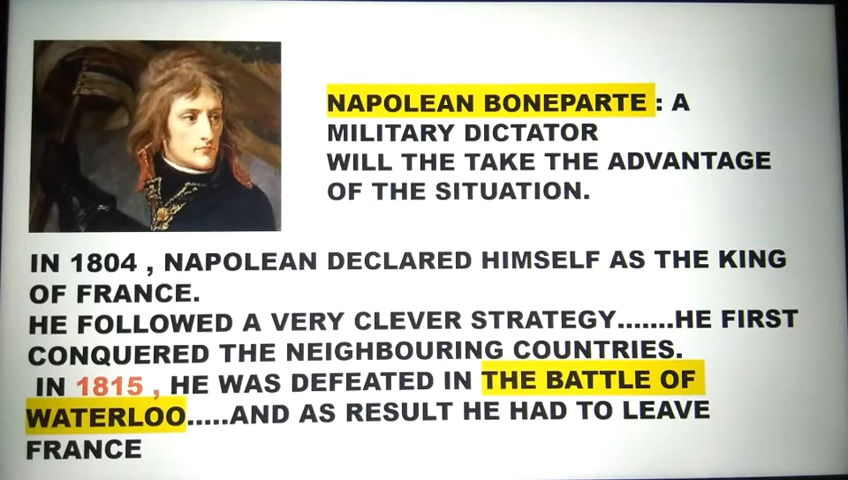 NAPOLEAN BONEPARTE : A
MILITARY DICTATOR
WILL THE TAKE THE ADVANTAGE
OF THE SITUATION.
IN 1804 , NAPOLEAN DECLARED HIMSELF AS THE KING
OF FRANCE.
HE FOLLOWED A VERY CLEVER STRATEGY.......HE FIRST
CONQUERED THE NEIGHBOURING COUNTRIES.
IN 1815 , HE WAS DEFEATED IN THE BATTLE OF
WATERLOO.....AND AS RESULT HE HAD TO LEAVE
FRANCE